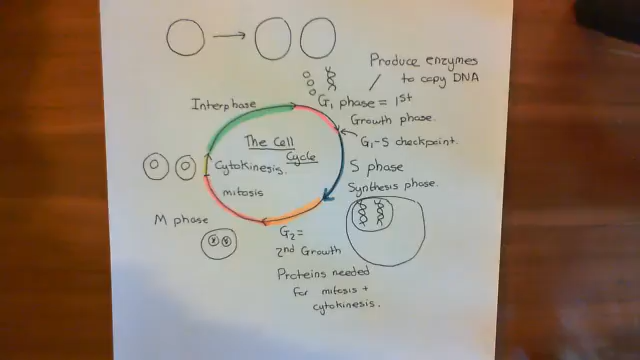 Produce enzymes
to copy DNA
Interphase
G1 phase = 1st
Growth phase.
G1-S checkpoint.
The Cell
Cycle
Cytokinesis.
S phase
Synthesis phase.
mitosis
M phase
G2 =
2nd Growth
Proteins needed
for mitosis +
cytokinesis.